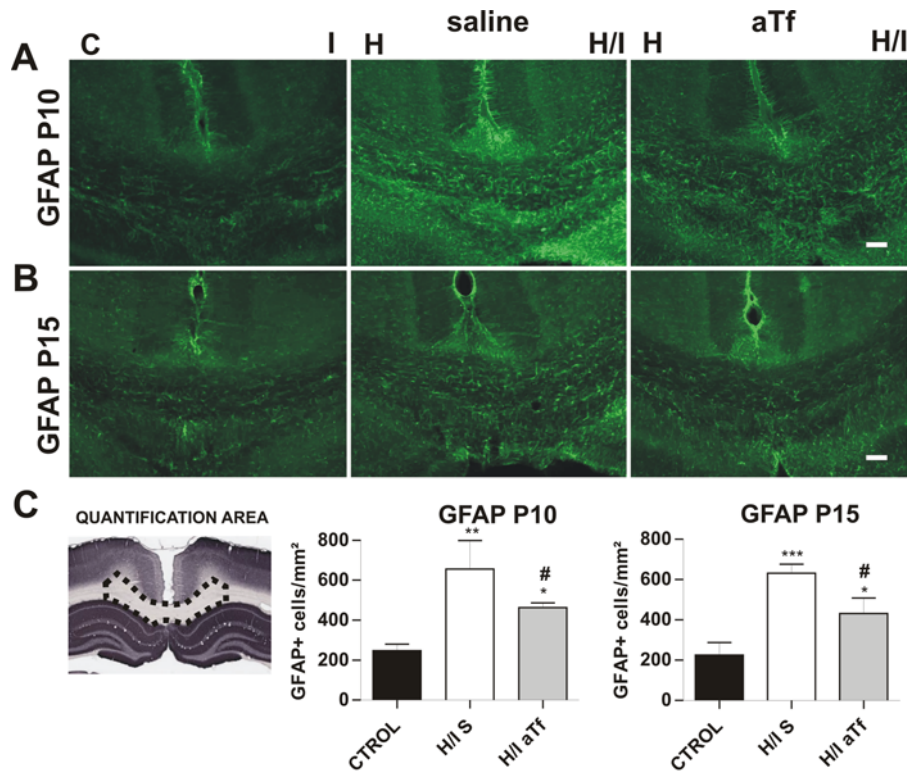 saline aTf
C I H H/I H H/I
A
GFAP P10
B
GFAP P15
C
QUANTIFICATION AREA
GFAP P10
GFAP+ cells/mm²
800
600
400
200
0
**
#
*
CTROL
H/I S
H/I aTf
GFAP P15
GFAP+ cells/mm²
800
600
400
200
0
***
#
*
CTROL
H/I S
H/I aTf